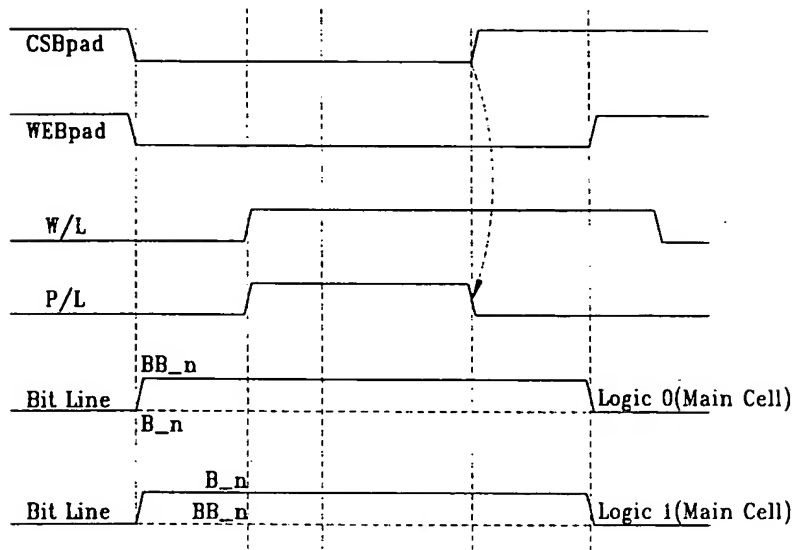 CSBpad
WEBpad
W/L
P/L
BB_n
Bit Line
Logic 0(Main Cell)
B_n
B_n
Bit Line
BB_n
Logic 1(Main Cell)